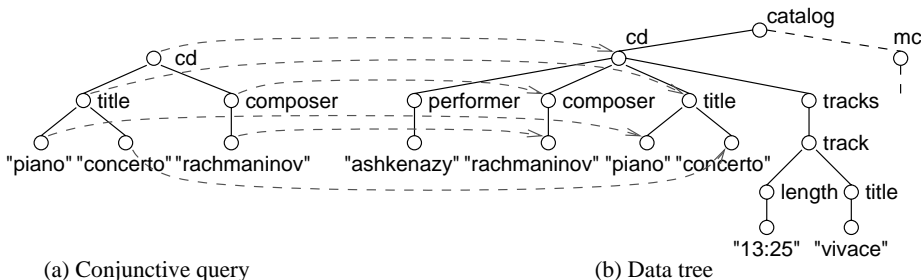 catalog
cd cd mc
title composer performer composer title tracks
"piano" "concerto" "rachmaninov" "ashkenazy" "rachmaninov" "piano" "concerto" track
length title
"13:25" "vivace"
(a) Conjunctive query (b) Data tree